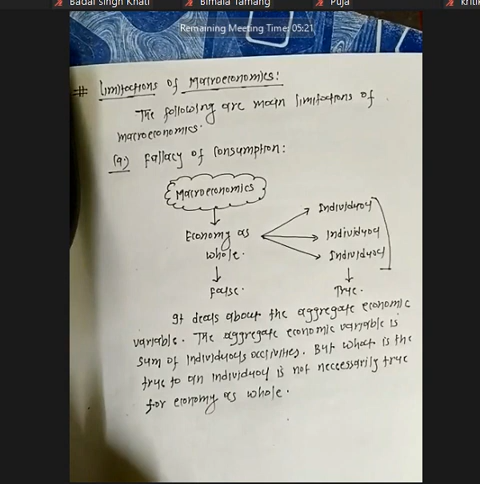 Badal singh Khati
Bimala Tamang
Puja
kritik
Remaining Meeting Time: 05:21
# Limitations of Macroeconomics:
The following are main limitations of
macroeconomics.
(a.) Fallacy of Consumption:
Macroeconomics
Economy as
whole.
False.
Individual
Individual
Individual
True.
It deals about the aggregate economic
variable. The aggregate economic variable is
sum of individuals activities. But what is the
true to an individual is not neccessarily true
for economy as whole.